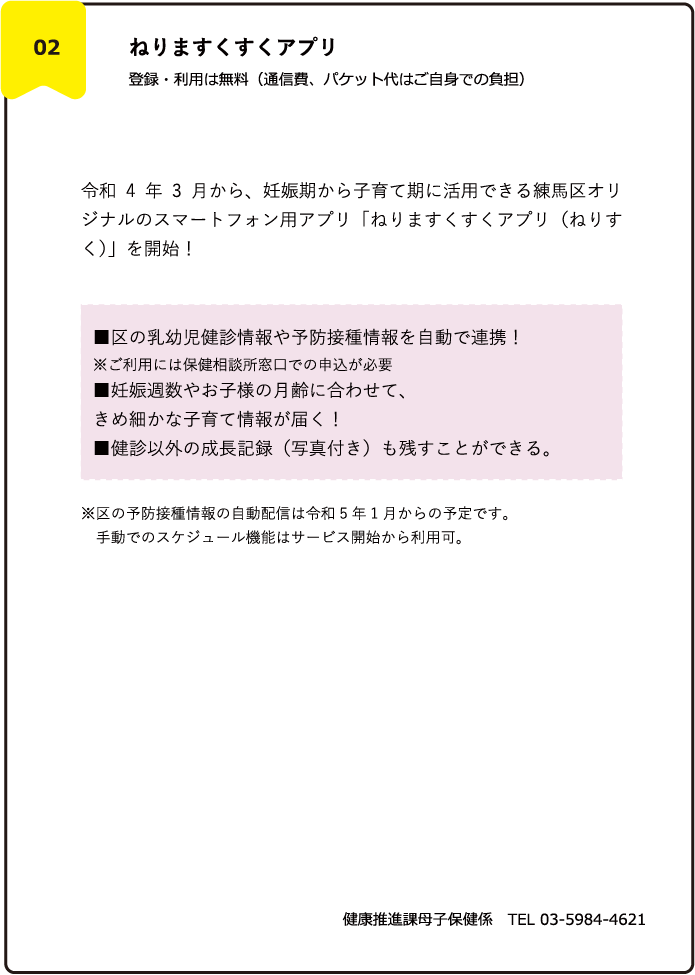 02
ねりますくすくアプリ
登録・利用は無料（通信費、パケット代はご自身での負担）
令和 4 年 3 月から、妊娠期から子育て期に活用できる練馬区オリ
ジナルのスマートフォン用アプリ「ねりますくすくアプリ（ねりす
く）」を開始！
■区の乳幼児健診情報や予防接種情報を自動で連携！
※ご利用には保健相談所窓口での申込が必要
■妊娠週数やお子様の月齢に合わせて、
きめ細かな子育て情報が届く！
■健診以外の成長記録（写真付き）も残すことができる。
※区の予防接種情報の自動配信は令和５年１月からの予定です。
手動でのスケジュール機能はサービス開始から利用可。
健康推進課母子保健係　TEL 03-5984-4621